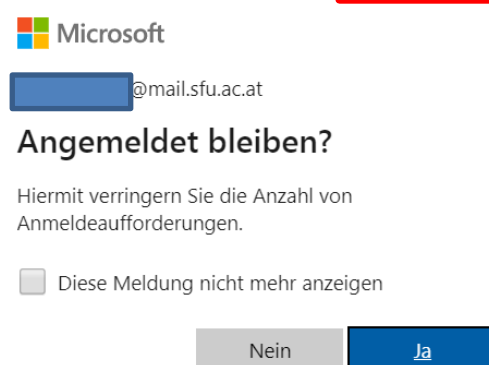 Microsoft
@mail.sfu.ac.at
Angemeldet bleiben?
Hiermit verringern Sie die Anzahl von
Anmeldeaufforderungen.
Diese Meldung nicht mehr anzeigen
Nein Ja